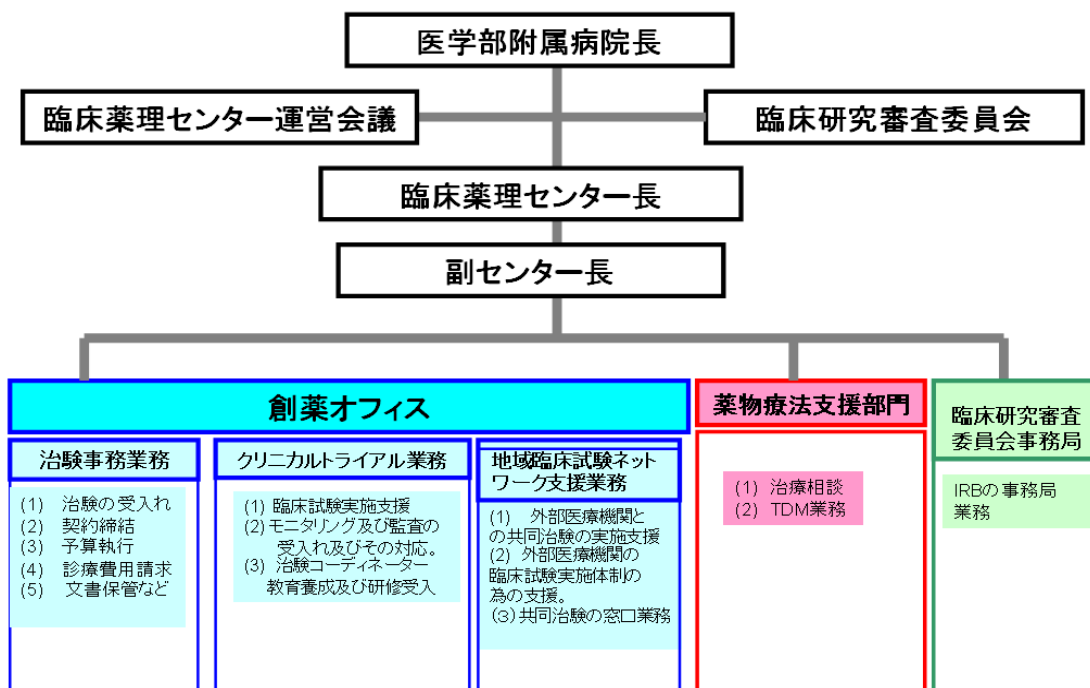 医学部附属病院長
臨床薬理センター運営会議
臨床研究審査委員会
臨床薬理センター長
副センター長
創薬オフィス
治験事務業務
(1) 治験の受入れ
(2) 契約締結
(3) 予算執行
(4) 診療費用請求
(5) 文書保管など
クリニカルトライアル業務
(1) 臨床試験実施支援
(2) モニタリング及び監査の
受入れ及びその対応。
(3) 治験コーディネーター
教育養成及び研修受入
地域臨床試験ネット
ワーク支援業務
(1) 外部医療機関と
の共同治験の実施支援
(2) 外部医療機関の
臨床試験実施体制の
為の支援。
(3)共同治験の窓口業務
薬物療法支援部門
(1) 治療相談
(2) TDM業務
臨床研究審査
委員会事務局
IRBの事務局
業務